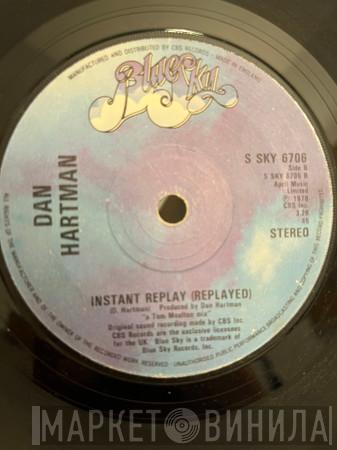 MANUFACTURED AND DISTRIBUTED BY CBS RECORDS - MADE IN ENGLAND
Blue Sky
DAN
HARTMAN
S SKY 6706
Side B
S SKY 6706 B
April Music
Limited
℗ 1978
CBS Inc.
3.28
45
STEREO
INSTANT REPLAY (REPLAYED)
(D. Hartman) Produced by Dan Hartman
"a Tom Moulton mix"
Original sound recording made by CBS Inc.
CBS Records are the exclusive licensees
for the UK. Blue Sky is a trademark of
Blue Sky Records, Inc.
ALL RIGHTS OF THE MANUFACTURER AND OF THE OWNER OF THE RECORDED WORK RESERVED - UNAUTHORISED PUBLIC PERFORMANCE BROADCASTING AND COPYING OF THIS RECORD PROHIBITED
МАРКЕТ ВИНИЛА